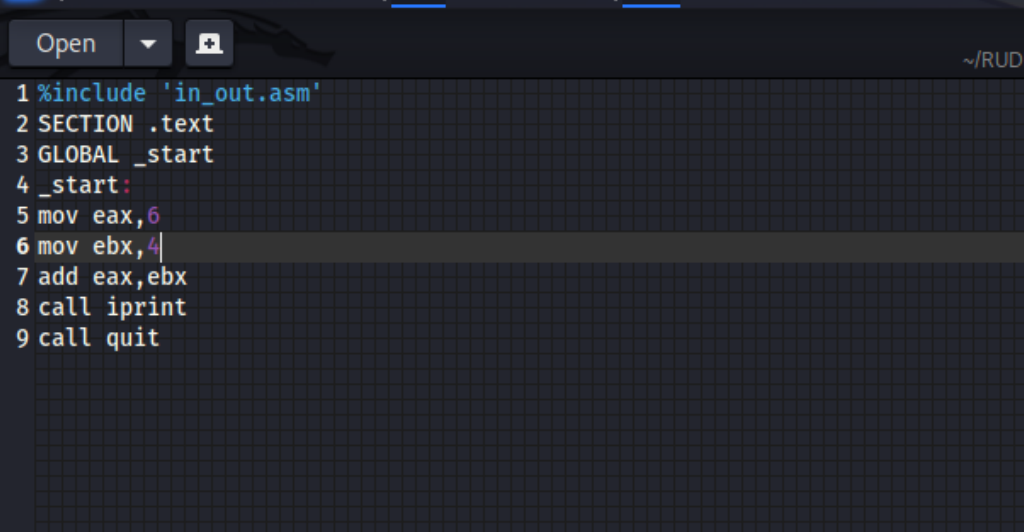 Open
~/RUD
1 %include 'in_out.asm'
2 SECTION .text
3 GLOBAL _start
4 _start:
5 mov eax,6
6 mov ebx,4
7 add eax,ebx
8 call iprint
9 call quit